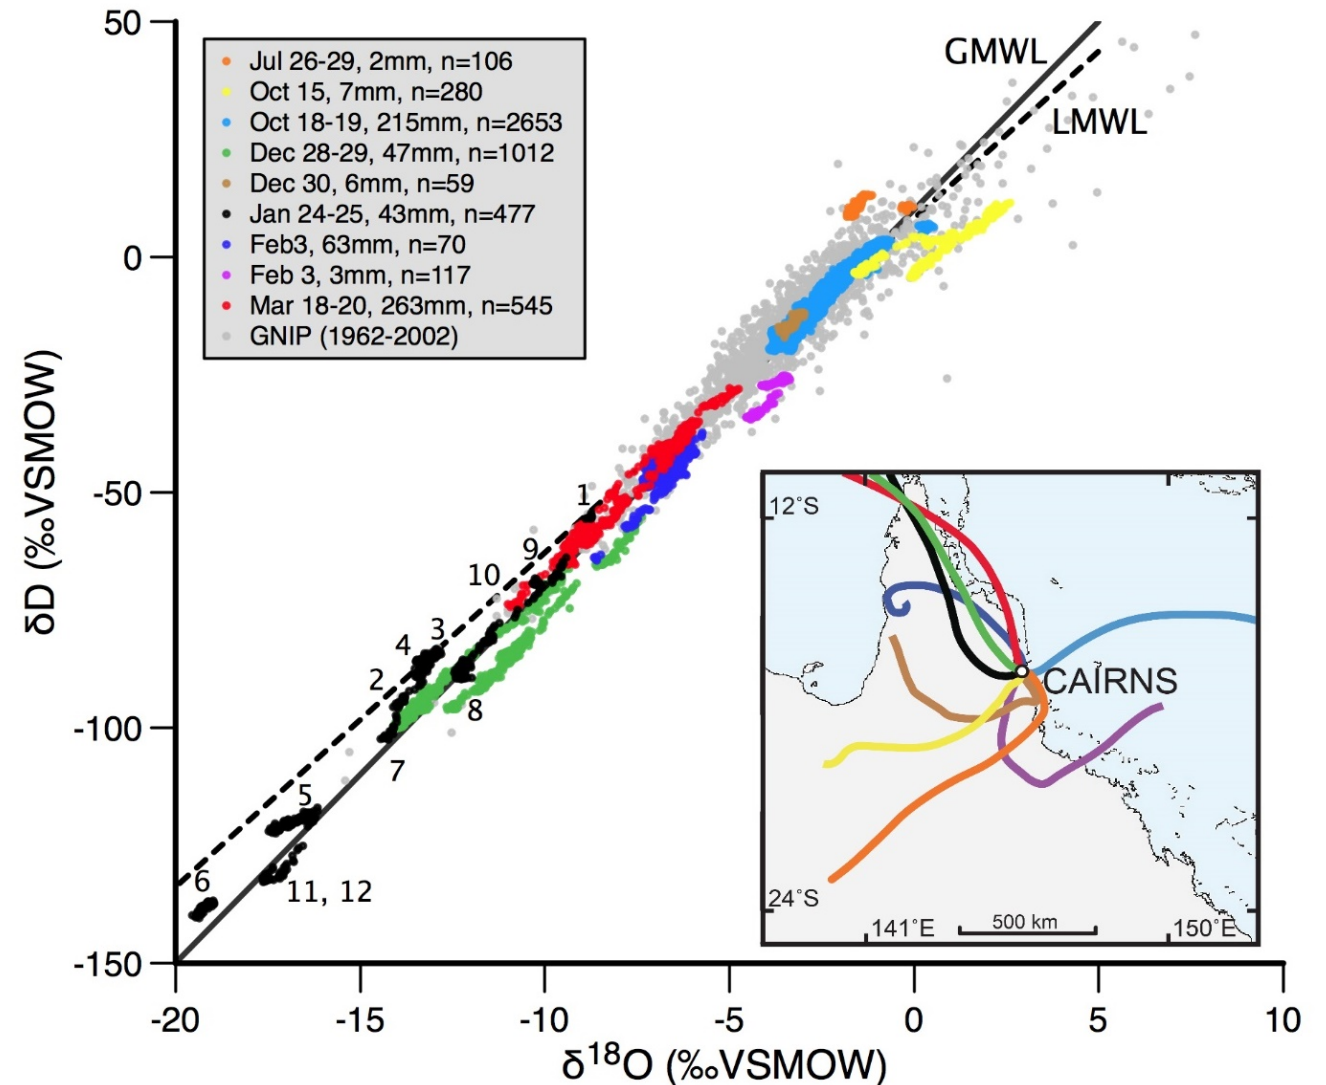 50
0
-50
-100
-150
δD (‰VSMOW)
Jul 26-29, 2mm, n=106
Oct 15, 7mm, n=280
Oct 18-19, 215mm, n=2653
Dec 28-29, 47mm, n=1012
Dec 30, 6mm, n=59
Jan 24-25, 43mm, n=477
Feb3, 63mm, n=70
Feb 3, 3mm, n=117
Mar 18-20, 263mm, n=545
GNIP (1962-2002)
GMWL
LMWL
1
9
10
3
4
2
8
7
5
6
11, 12
12˚S
CAIRNS
24˚S
141˚E
500 km
150˚E
-20
-15
-10
-5
0
5
10
δ18O (‰VSMOW)